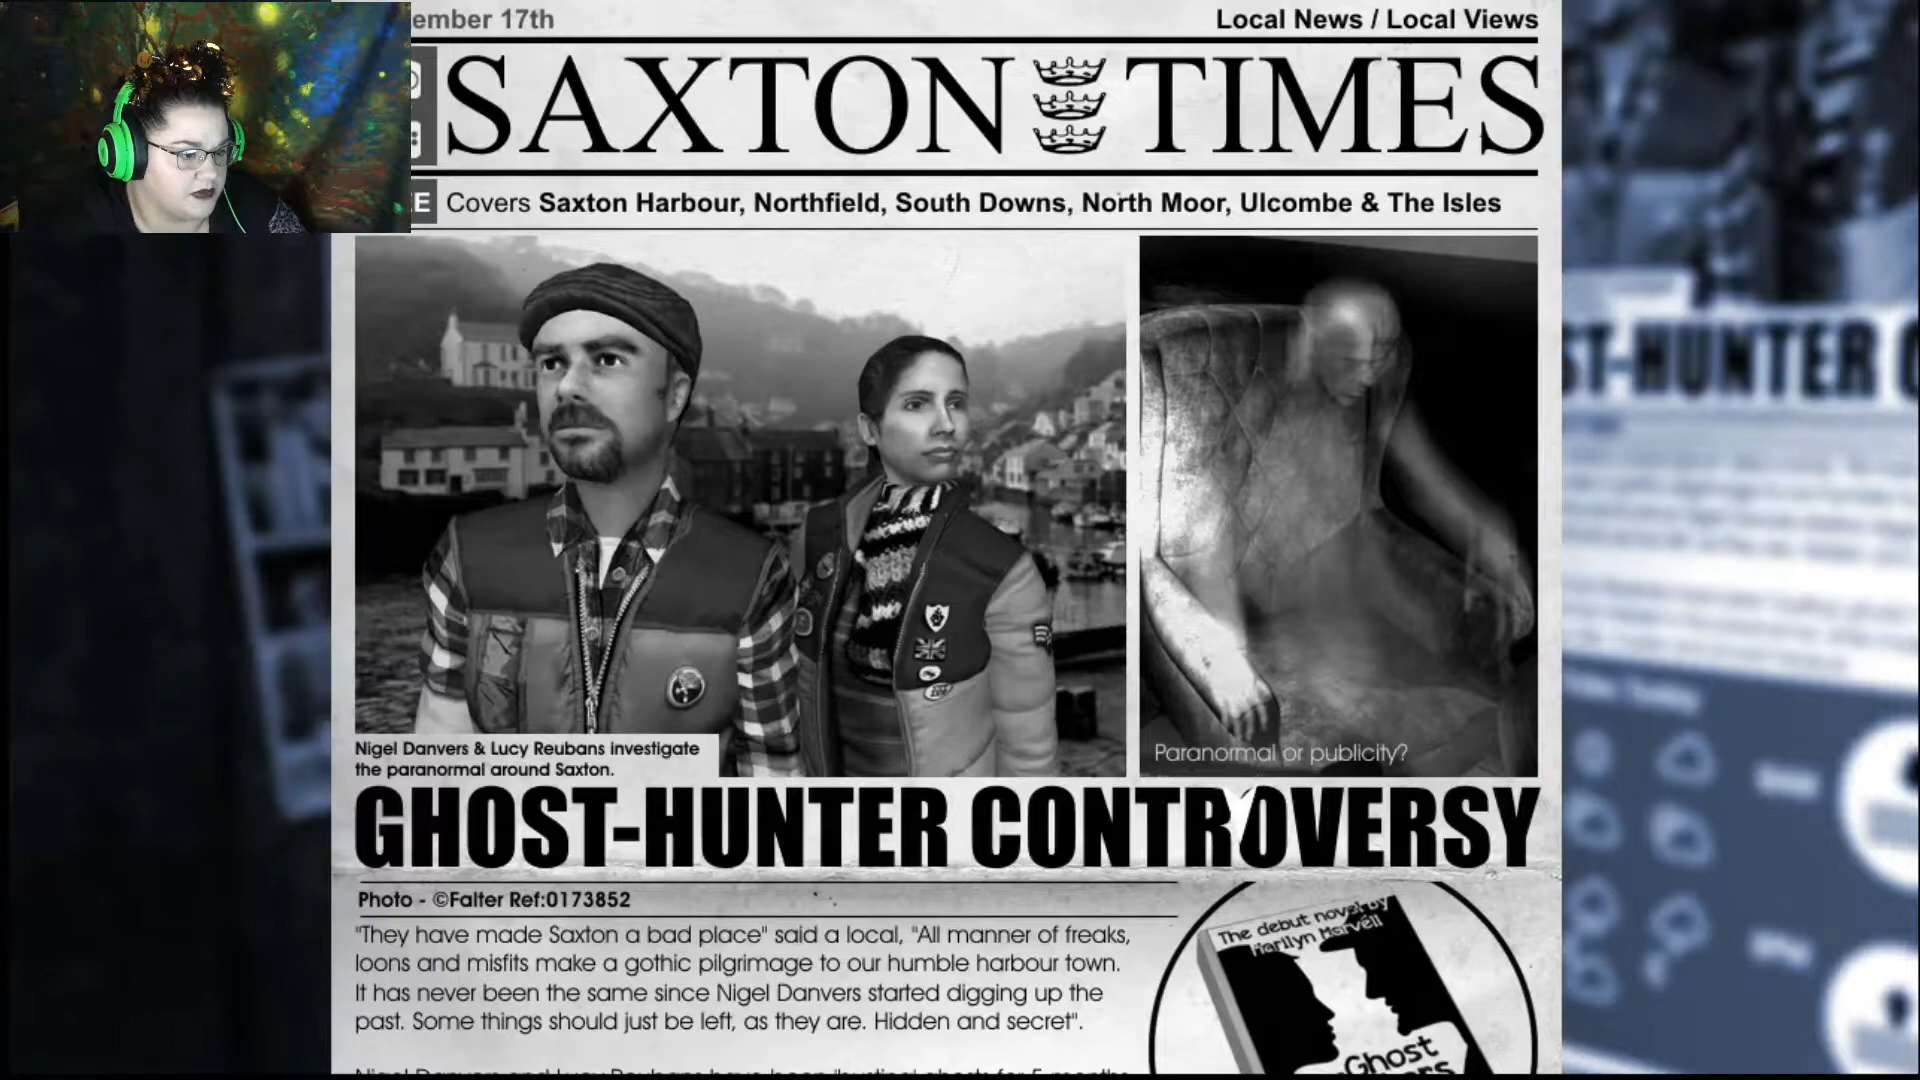 ember 17th
Local News / Local Views
SAXTON TIMES
E Covers Saxton Harbour, Northfield, South Downs, North Moor, Ulcombe & The Isles
Nigel Danvers & Lucy Reubans investigate
the paranormal around Saxton.
Paranormal or publicity?
GHOST-HUNTER CONTROVERSY
Photo - ©Falter Ref:0173852
"They have made Saxton a bad place" said a local, "All manner of freaks,
loons and misfits make a gothic pilgrimage to our humble harbour town.
It has never been the same since Nigel Danvers started digging up the
past. Some things should just be left, as they are. Hidden and secret".
The debut novel by
Marilyn Marvell
Ghost
ST-HUNTER